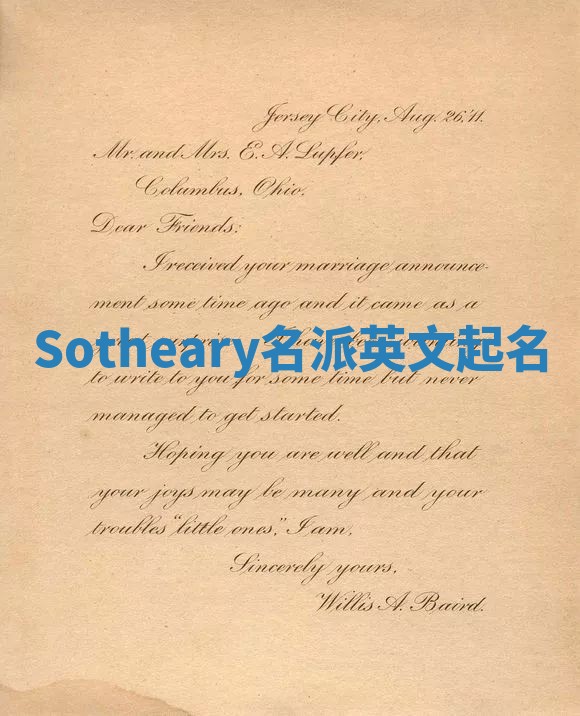 Jersey City, Aug. 26,'11.
Mr. and Mrs. E. A. Lupfer,
Columbus, Ohio.
Dear Friends:
I received your marriage announce-
ment some time ago and it came as a
Sotheary名派英文起名
to write to you for some time but never
managed to get started.
Hoping you are well and that
your joys may be many and your
troubles "little ones," I am,
Sincerely yours,
Willis A. Baird.